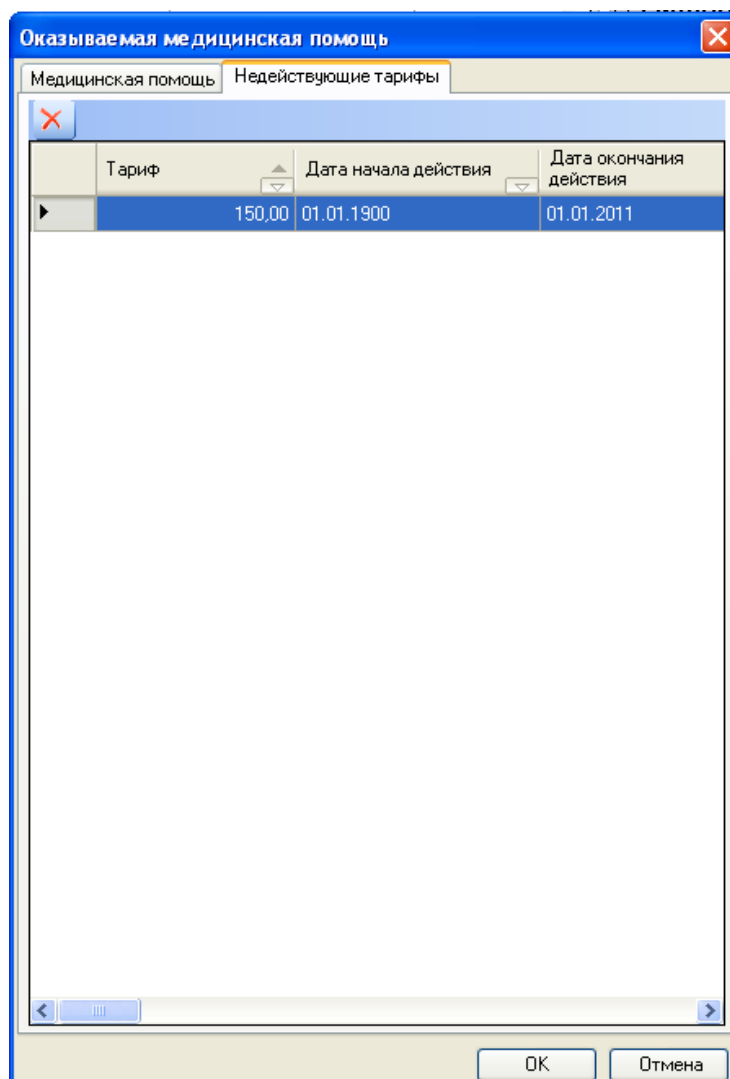 Оказываемая медицинская помощь
Медицинская помощь Недействующие тарифы
Тариф Дата начала действия Дата окончания
действия
150,00 01.01.1900 01.01.2011
OK Отмена